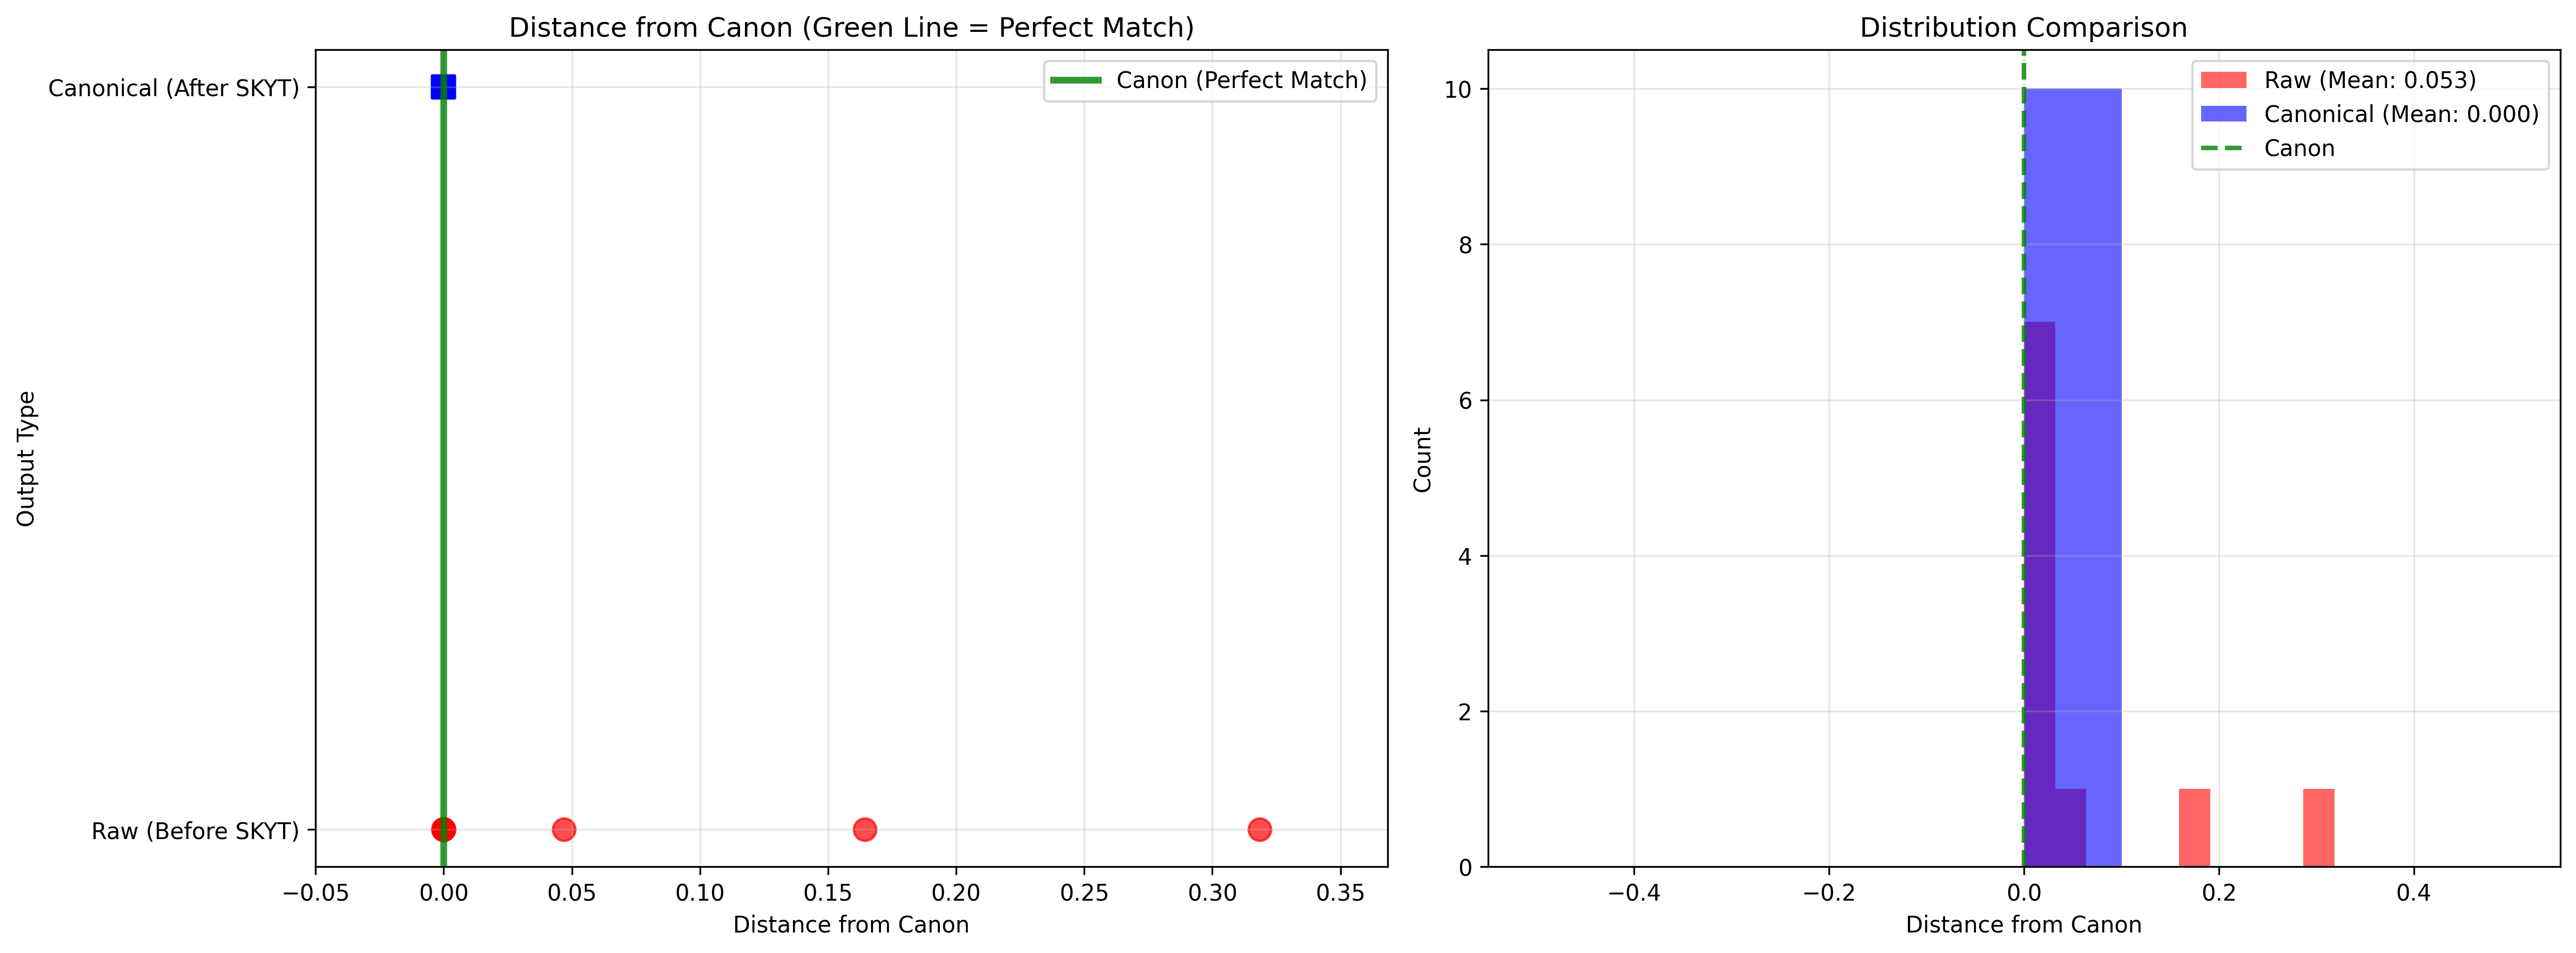 Distance from Canon (Green Line = Perfect Match)
Canon (Perfect Match)
Output Type
Canonical (After SKYT)
Raw (Before SKYT)
−0.05 0.00 0.05 0.10 0.15 0.20 0.25 0.30 0.35
Distance from Canon
Distribution Comparison
Raw (Mean: 0.053)
Canonical (Mean: 0.000)
Canon
Count
10
8
6
4
2
0
−0.4 −0.2 0.0 0.2 0.4
Distance from Canon